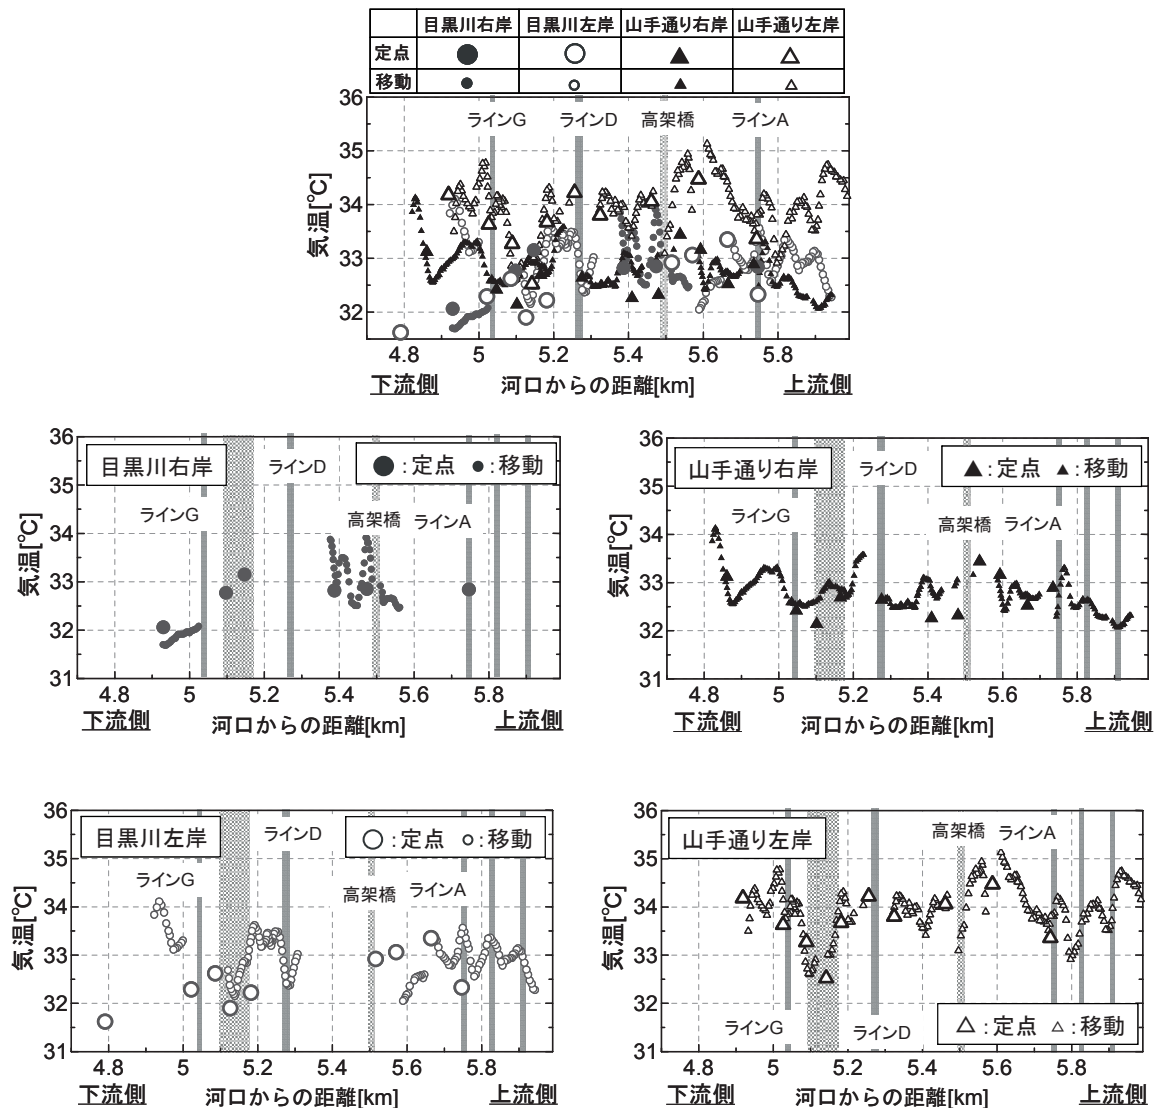 目黒川右岸 目黒川左岸 山手通り右岸 山手通り左岸
定点
移動
36
35
34
33
32
気温[℃]
ラインG ラインD 高架橋 ラインA
4.8 5 5.2 5.4 5.6 5.8
下流側 河口からの距離[km] 上流側
36
35
34
33
32
31
気温[℃]
目黒川右岸 ラインD ●:定点 ●:移動
ラインG 高架橋 ラインA
4.8 5 5.2 5.4 5.6 5.8
下流側 河口からの距離[km] 上流側
36
35
34
33
32
31
気温[℃]
山手通り右岸 ラインD ▲:定点 ▲:移動
ラインG 高架橋 ラインA
4.8 5 5.2 5.4 5.6 5.8
下流側 河口からの距離[km] 上流側
36
35
34
33
32
31
気温[℃]
目黒川左岸 ラインD ○:定点 ○:移動
ラインG 高架橋 ラインA
4.8 5 5.2 5.4 5.6 5.8
下流側 河口からの距離[km] 上流側
36
35
34
33
32
31
気温[℃]
山手通り左岸 高架橋 ラインA
ラインG ラインD △:定点 △:移動
4.8 5 5.2 5.4 5.6 5.8
下流側 河口からの距離[km] 上流側